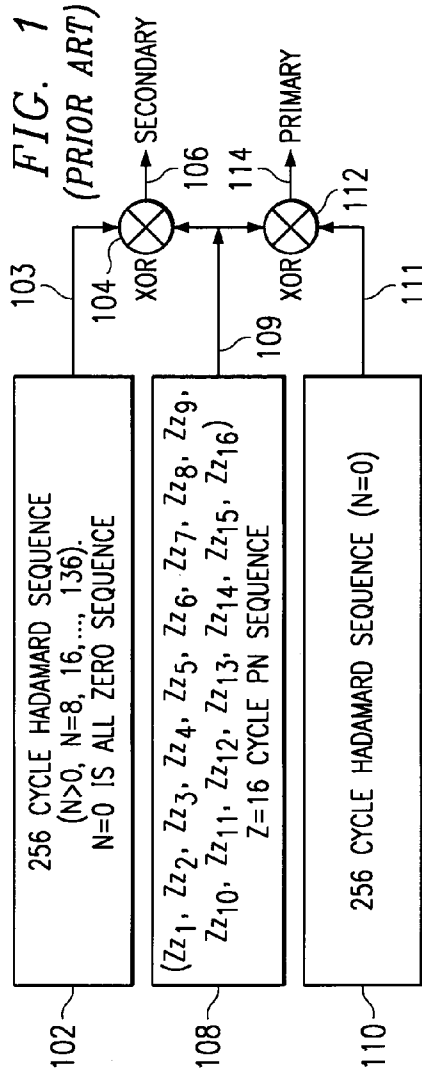 FIG. 1
(PRIOR ART)
102
256 CYCLE HADAMARD SEQUENCE
(N>0, N=8, 16,..., 136).
N=0 IS ALL ZERO SEQUENCE
103
104
XOR
106
SECONDARY
108
(Zz1, Zz2, Zz3, Zz4, Zz5, Zz6, Zz7, Zz8, Zz9,
Zz10, Zz11, Zz12, Zz13, Zz14, Zz15, Zz16)
Z=16 CYCLE PN SEQUENCE
109
110
256 CYCLE HADAMARD SEQUENCE (N=0)
111
XOR
112
114
PRIMARY